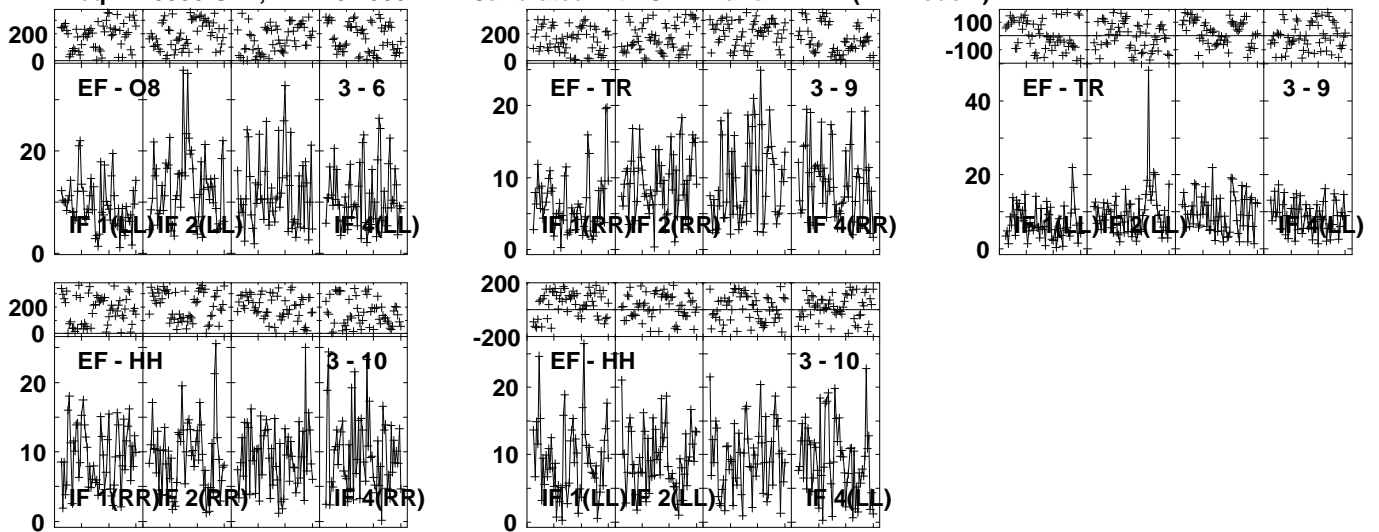 200
0
EF - O8
3 - 6
20
0
IF 1(LL) IF 2(LL)
IF 4(LL)
200
0
EF - TR
3 - 9
20
10
0
IF 1(RR) IF 2(RR)
IF 4(RR)
100
-100
EF - TR
3 - 9
40
20
0
IF 1(LL) IF 2(LL)
IF 4(LL)
200
0
EF - HH
3 - 10
20
10
0
IF 1(RR) IF 2(RR)
IF 4(RR)
200
-200
EF - HH
3 - 10
20
10
0
IF 1(LL) IF 2(LL)
IF 4(LL)